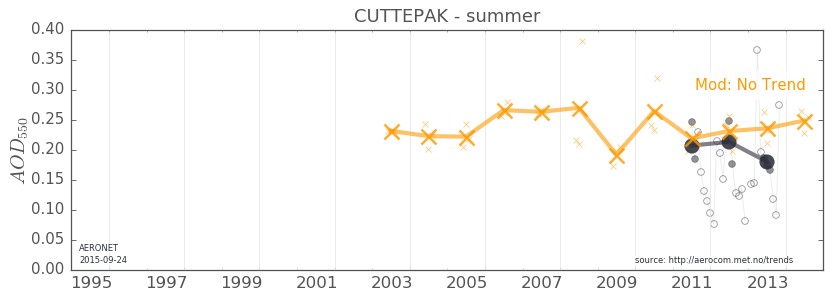 CUTTEPAK - summer
0.40
0.35
0.30
0.25
0.20
0.15
0.10
0.05
0.00
AOD550
Mod: No Trend
AERONET
2015-09-24
source: http://aerocom.met.no/trends
1995 1997 1999 2001 2003 2005 2007 2009 2011 2013